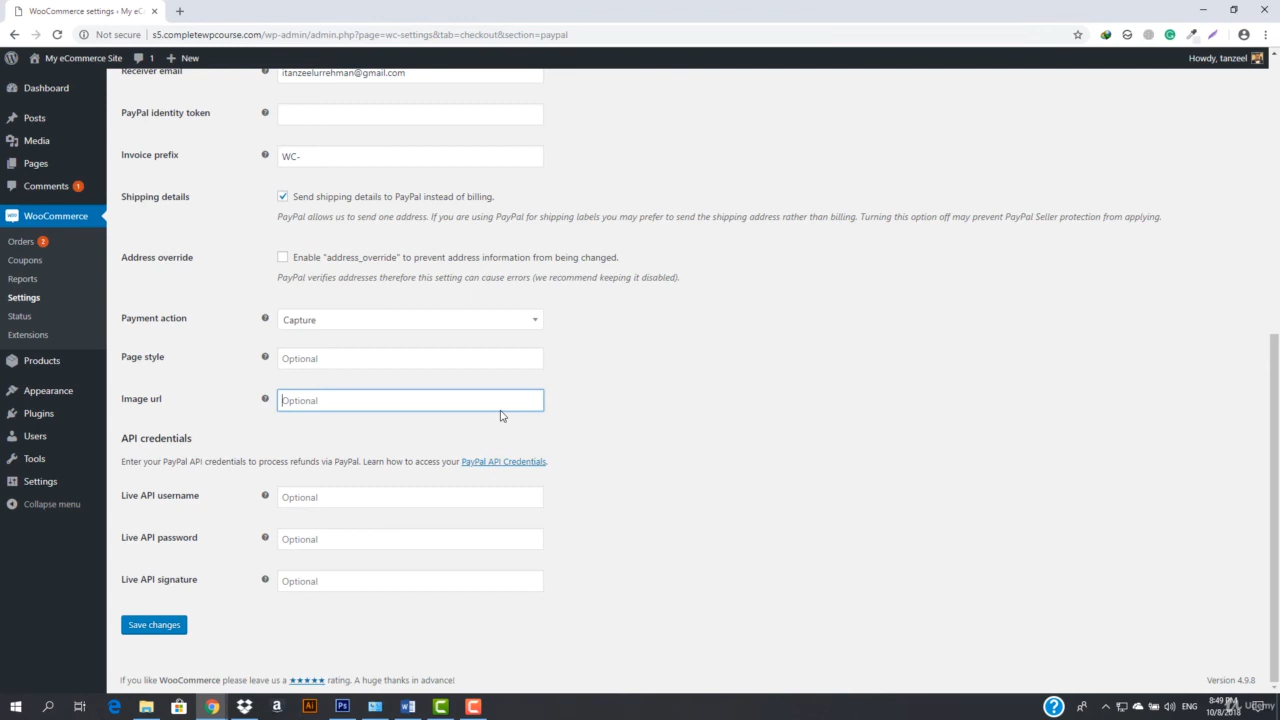 WooCommerce settings ‹ My eC
Not secure
s5.completewpcourse.com/wp-admin/admin.php?page=wc-settings&tab=checkout&section=paypal
My eCommerce Site
1
New
Howdy, tanzeel
Dashboard
Posts
Media
Pages
Comments 1
WooCommerce
Orders 2
Coupons
Reports
Settings
Status
Extensions
Products
Appearance
Plugins
Users
Tools
Settings
Collapse menu
Receiver email
itanzeelurrehman@gmail.com
PayPal identity token
Invoice prefix
WC-
Shipping details
Send shipping details to PayPal instead of billing.
PayPal allows us to send one address. If you are using PayPal for shipping labels you may prefer to send the shipping address rather than billing. Turning this option off may prevent PayPal Seller protection from applying.
Address override
Enable "address_override" to prevent address information from being changed.
PayPal verifies addresses therefore this setting can cause errors (we recommend keeping it disabled).
Payment action
Capture
Page style
Optional
Image url
Optional
API credentials
Enter your PayPal API credentials to process refunds via PayPal. Learn how to access your PayPal API Credentials.
Live API username
Optional
Live API password
Optional
Live API signature
Optional
Save changes
If you like WooCommerce please leave us a ★★★★★ rating. A huge thanks in advance!
Version 4.9.8
Ai
Ps
ENG
8:49 PM
10/8/2018
Udemy